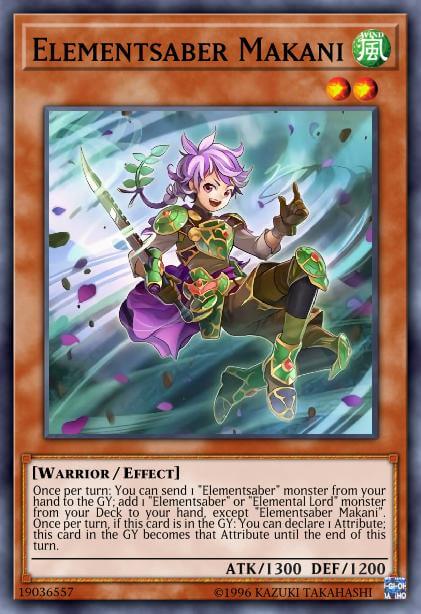 Elementsaber Makani
WIND
風
[Warrior / Effect]
Once per turn: You can send 1 "Elementsaber" monster from your
hand to the GY; add 1 "Elementsaber" or "Elemental Lord" monster
from your Deck to your hand, except "Elementsaber Makani".
Once per turn, if this card is in the GY: You can declare 1 Attribute;
this card in the GY becomes that Attribute until the end of this
turn.
ATK/1300 DEF/1200
19036557
©1996 KAZUKI TAKAHASHI